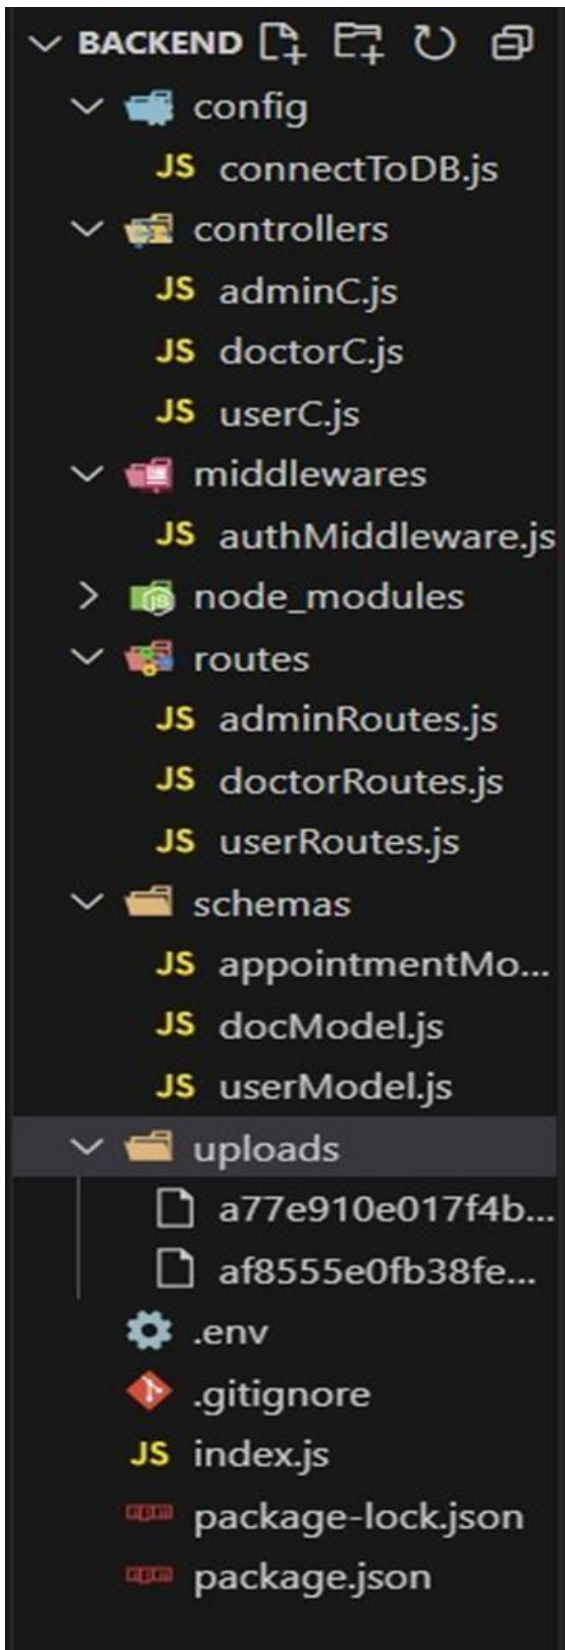 BACKEND
config
JS connectToDB.js
controllers
JS adminC.js
JS doctorC.js
JS userC.js
middlewares
JS authMiddleware.js
node_modules
routes
JS adminRoutes.js
JS doctorRoutes.js
JS userRoutes.js
schemas
JS appointmentMo...
JS docModel.js
JS userModel.js
uploads
a77e910e017f4b...
af8555e0fb38fe...
.env
.gitignore
JS index.js
package-lock.json
package.json